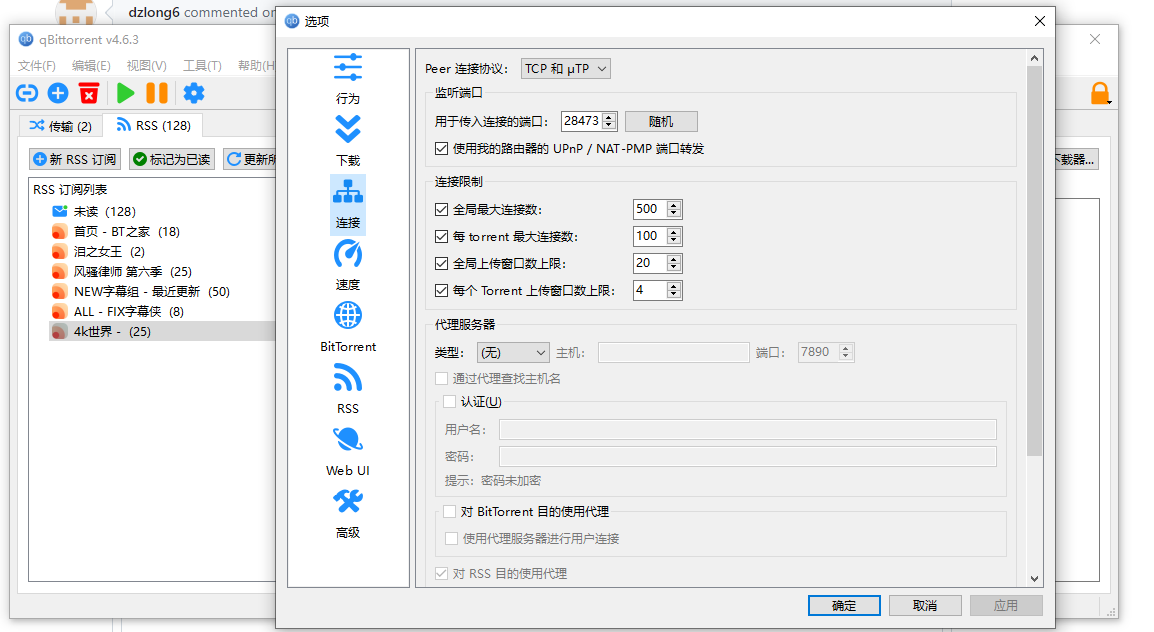 dzlong6 commented on
qBittorrent v4.6.3
文件(F) 编辑(E) 视图(V) 工具(T) 帮助(H
传输 (2)
RSS (128)
新 RSS 订阅
标记为已读
更新所
下载器...
RSS 订阅列表
未读 (128)
首页 - BT之家 (18)
泪之女王 (2)
风骚律师 第六季 (25)
NEW字幕组 - 最近更新 (50)
ALL - FIX字幕侠 (8)
4k世界 - (25)
选项
行为
下载
连接
速度
BitTorrent
RSS
Web UI
高级
Peer 连接协议: TCP 和 μTP
监听端口
用于传入连接的端口: 28473 随机
使用我的路由器的 UPnP / NAT-PMP 端口转发
连接限制
全局最大连接数: 500
每 torrent 最大连接数: 100
全局上传窗口数上限: 20
每个 Torrent 上传窗口数上限: 4
代理服务器
类型: (无) 主机: 端口: 7890
通过代理查找主机名
认证(U)
用户名:
密码:
提示: 密码未加密
对 BitTorrent 目的使用代理
使用代理服务器进行用户连接
对 RSS 目的使用代理
确定 取消 应用